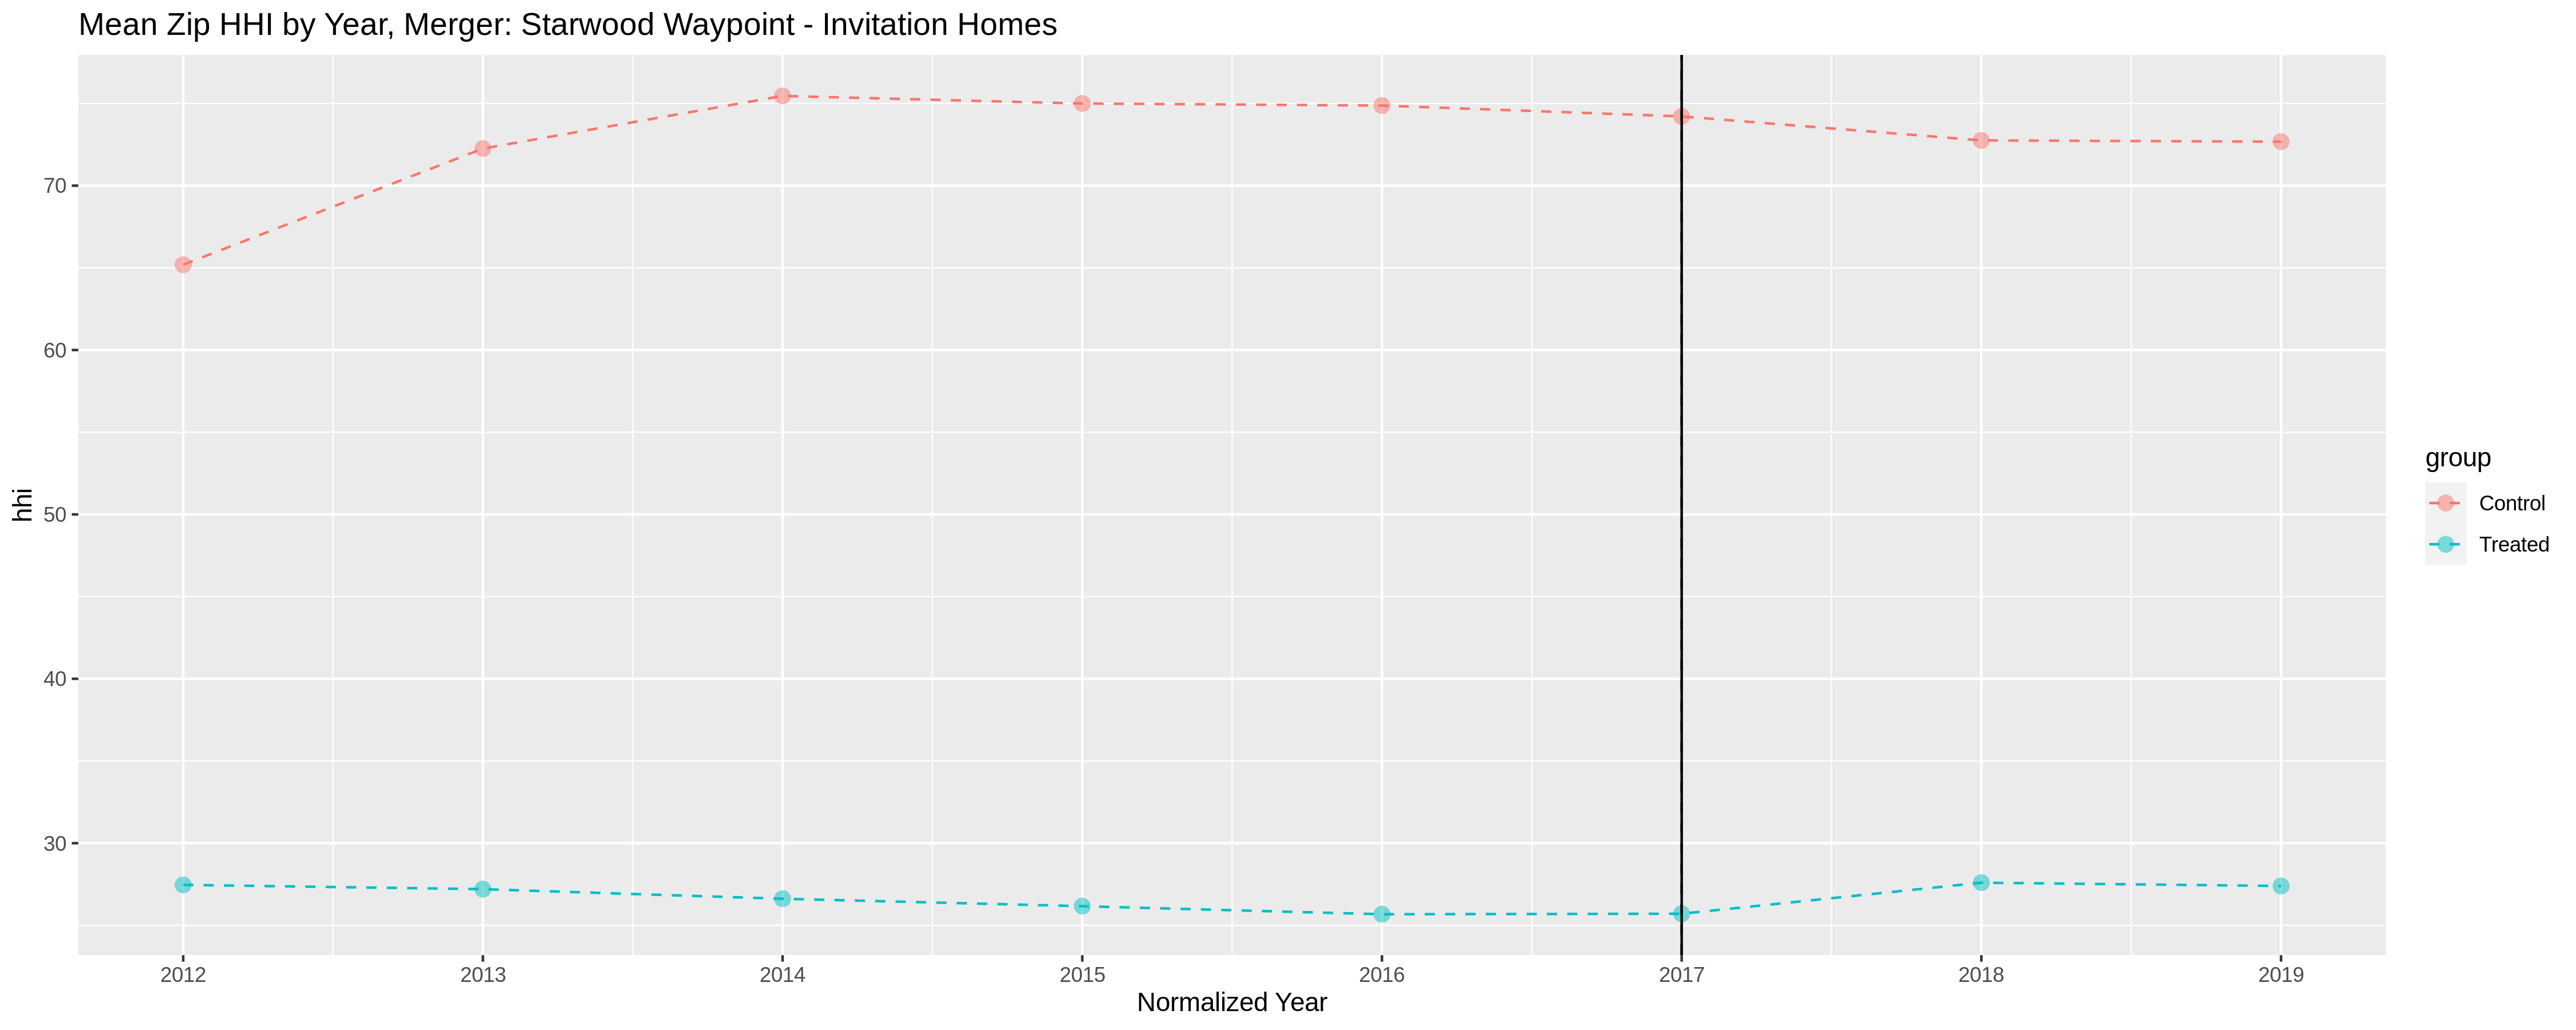 Mean Zip HHI by Year, Merger: Starwood Waypoint - Invitation Homes
hhi
70
60
50
40
30
2012 2013 2014 2015 2016 2017 2018 2019
Normalized Year
group
Control
Treated